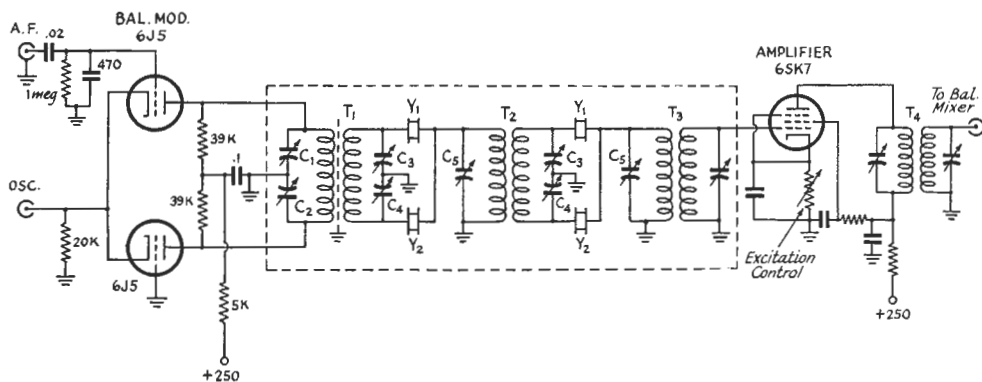 A.F.
.02
BAL. MOD.
6J5
470
1meg
39K
39K
.1
OSC.
20K
6J5
5K
+250
C1
C2
T1
C3
C4
Y1
Y2
C5
T2
C3
C4
Y1
Y2
C5
T3
AMPLIFIER
6SK7
Excitation
Control
T4
To Bal.
Mixer
+250